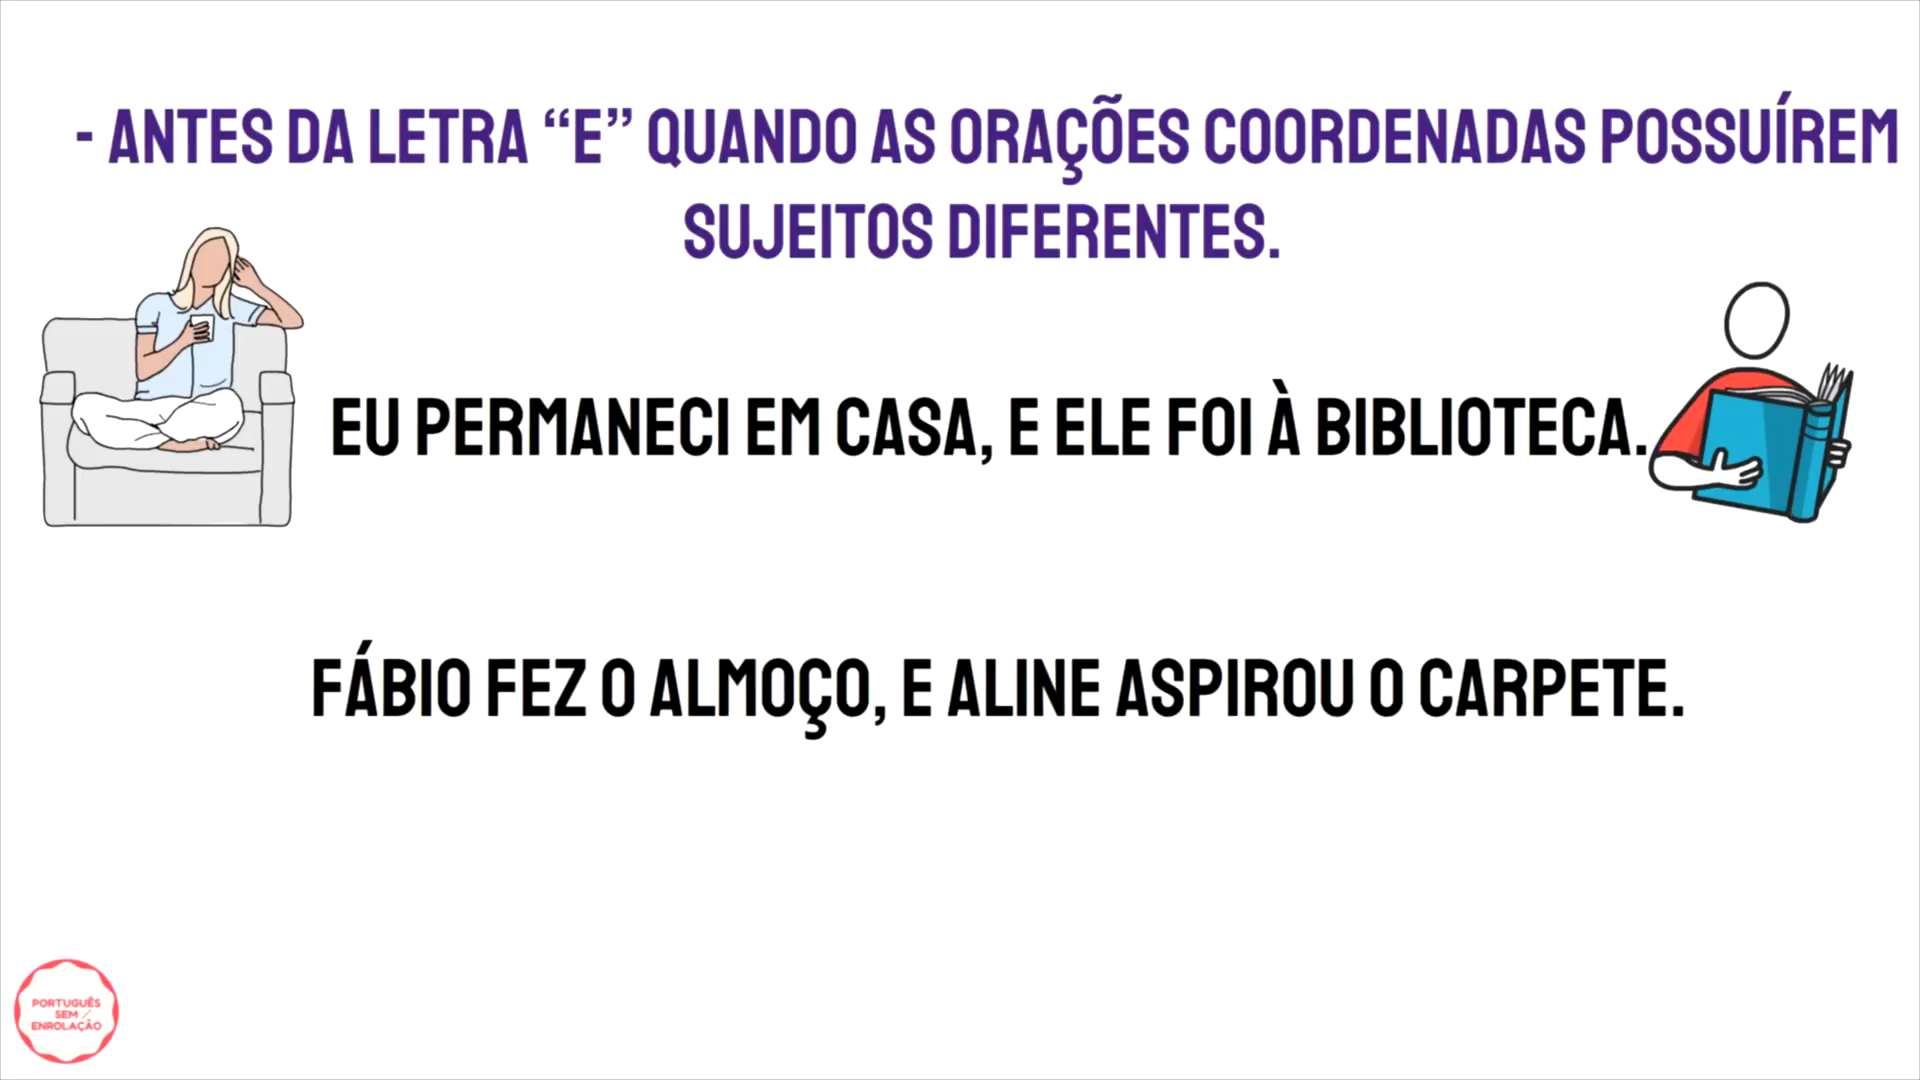 - ANTES DA LETRA “E” QUANDO AS ORAÇÕES COORDENADAS POSSUÍREM
SUJEITOS DIFERENTES.
EU PERMANECI EM CASA, E ELE FOI À BIBLIOTECA.
FÁBIO FEZ O ALMOÇO, E ALINE ASPIROU O CARPETE.
PORTUGUÊS
SEM
ENROLAÇÃO